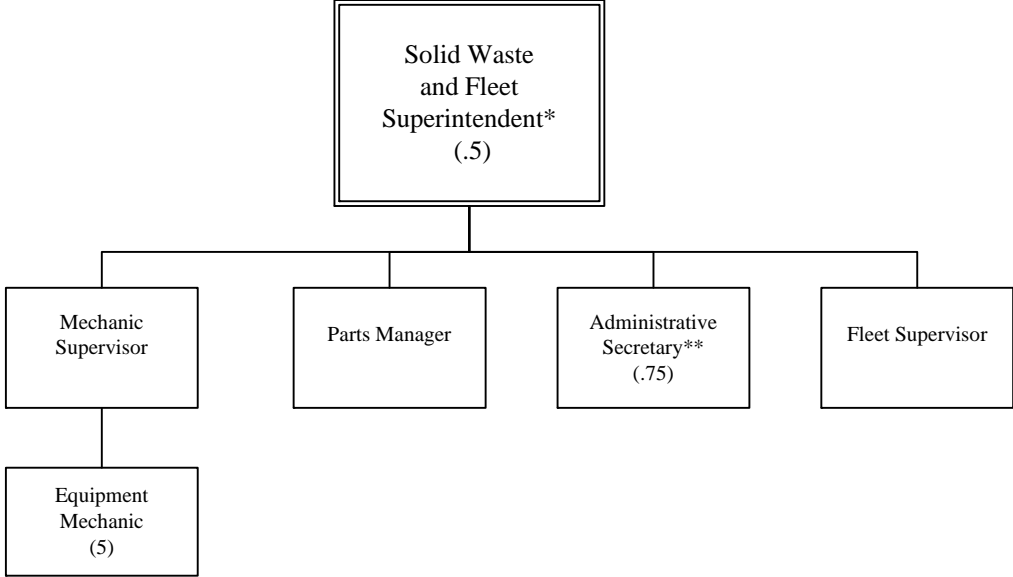 Solid Waste
and Fleet
Superintendent*
(.5)
Mechanic
Supervisor
Parts Manager
Administrative
Secretary**
(.75)
Fleet Supervisor
Equipment
Mechanic
(5)